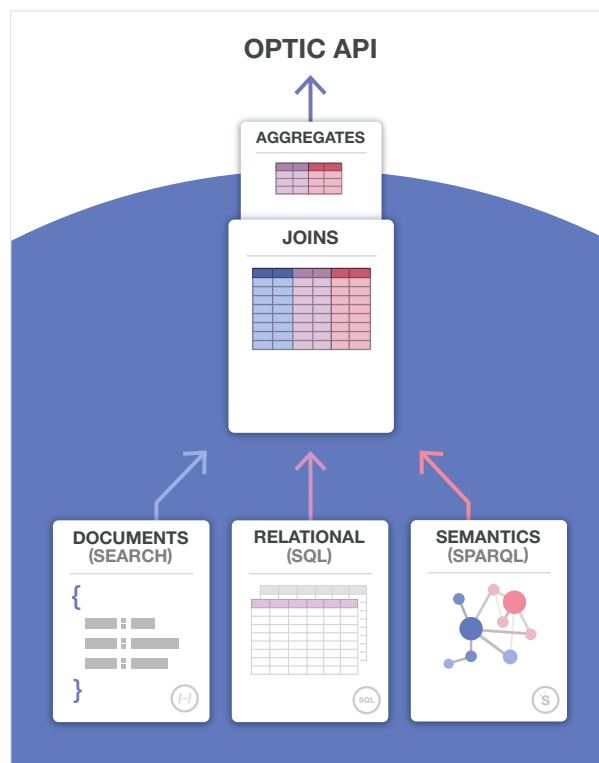 OPTIC API
AGGREGATES
JOINS
DOCUMENTS
(SEARCH)
RELATIONAL
(SQL)
SEMANTICS
(SPARQL)
{
}
{···}
SQL
S